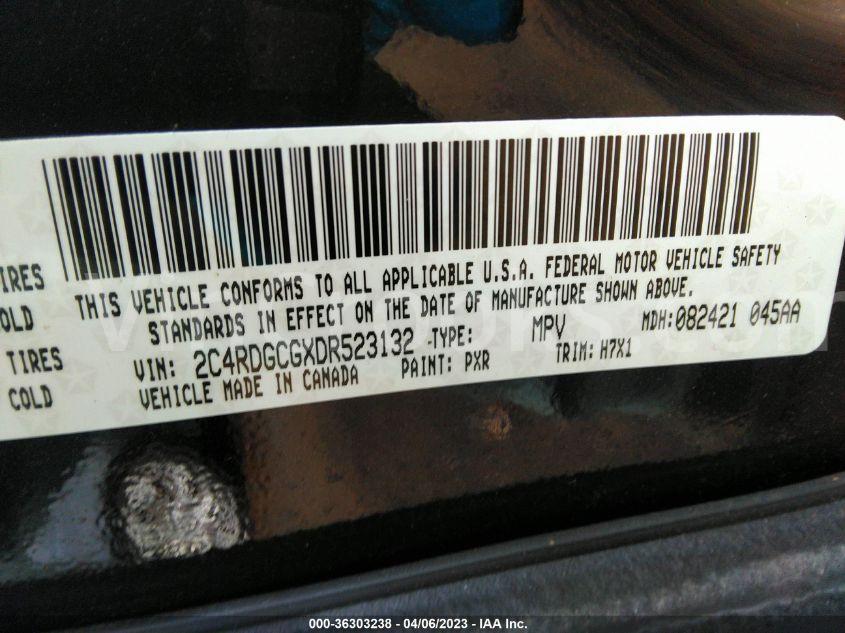 THIS VEHICLE CONFORMS TO ALL APPLICABLE U.S.A. FEDERAL MOTOR VEHICLE SAFETY
STANDARDS IN EFFECT ON THE DATE OF MANUFACTURE SHOWN ABOVE.
IRES
OLD
TIRES
COLD
MDH:082421 045AA
VIN: 2C4RDGCGXDR523132 -TYPE: MPV
VEHICLE MADE IN CANADA PAINT: PXR TRIM: H7X1
000-36303238 - 04/06/2023 - IAA Inc.